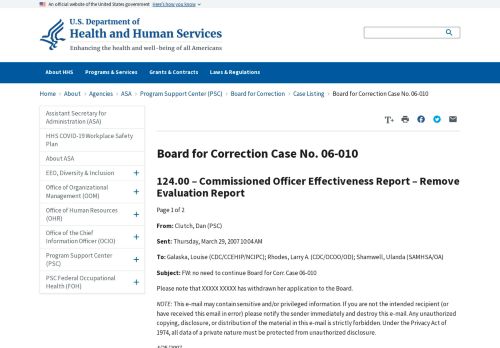 An official website of the United States government Here's how you know
U.S. Department of
Health and Human Services
Enhancing the health and well-being of all Americans
About HHS Programs & Services Grants & Contracts Laws & Regulations
Home > About > Agencies > ASA > Program Support Center (PSC) > Board for Correction > Case Listing > Board for Correction Case No. 06-010
Assistant Secretary for
Administration (ASA)
HHS COVID-19 Workplace Safety
Plan
About ASA
EEO, Diversity & Inclusion +
Office of Organizational
Management (OOM) +
Office of Human Resources
(OHR) +
Office of the Chief
Information Officer (OCIO) +
Program Support Center
(PSC) +
PSC Federal Occupational
Health (FOH) +
T+
Board for Correction Case No. 06-010
124.00 – Commissioned Officer Effectiveness Report – Remove
Evaluation Report
Page 1 of 2
From: Clutch, Dan (PSC)
Sent: Thursday, March 29, 2007 10:04 AM
To: Galaska, Louise (CDC/CCEHIP/NCIPC); Rhodes, Larry A. (CDC/OCOO/OD); Shamwell, Ulanda (SAMHSA/OA)
Subject: FW: no need to continue Board for Corr. Case 06-010
Please note that XXXXX XXXXX has withdrawn her application to the Board.
NOTE: This e-mail may contain sensitive and/or privileged information. If you are not the intended recipient (or
have received this email in error) please notify the sender immediately and destroy this e-mail. Any unauthorized
copying, disclosure, or distribution of the material in this e-mail is strictly forbidden. Under the Privacy Act of
1974, all data of a private nature must be protected from unauthorized disclosure.